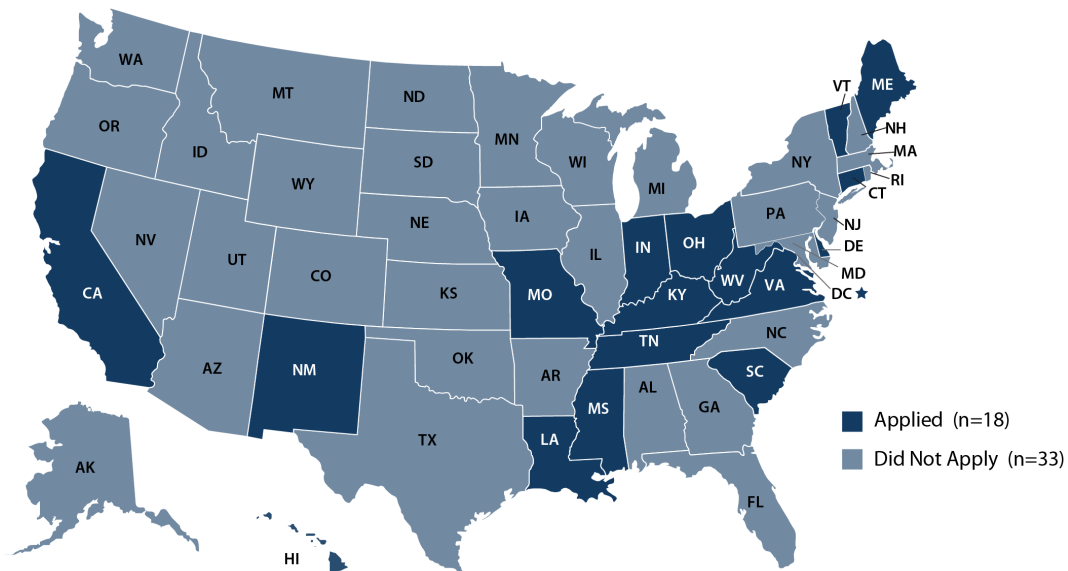 WA
MT
ND
MN
OR
ID
SD
WY
WI
MI
NY
VT
ME
NH
MA
RI
CT
NE
IA
PA
NJ
NV
UT
CO
IL
IN
OH
DE
MD
DC
CA
KS
MO
KY
WV
VA
TN
NC
AZ
NM
OK
AR
SC
MS
AL
GA
TX
LA
Applied (n=18)
Did Not Apply (n=33)
AK
FL
HI